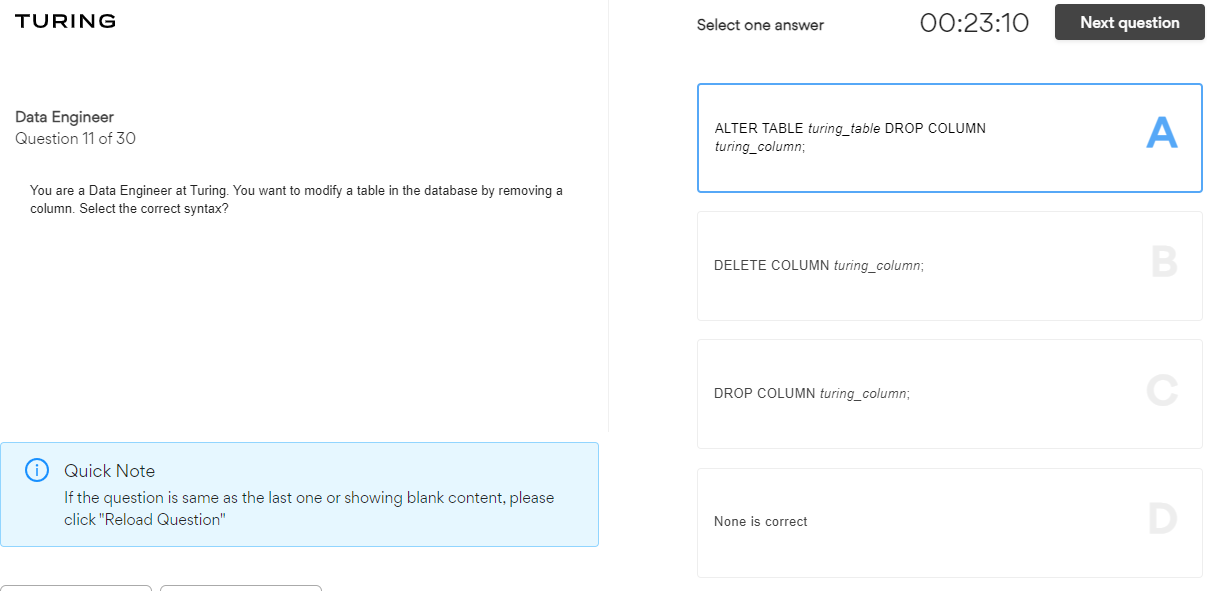 TURING
Select one answer
00:23:10
Next question
Data Engineer
Question 11 of 30
You are a Data Engineer at Turing. You want to modify a table in the database by removing a
column. Select the correct syntax?
ALTER TABLE turing_table DROP COLUMN
turing_column;
A
DELETE COLUMN turing_column;
B
DROP COLUMN turing_column;
C
None is correct
D
Quick Note
If the question is same as the last one or showing blank content, please
click "Reload Question"